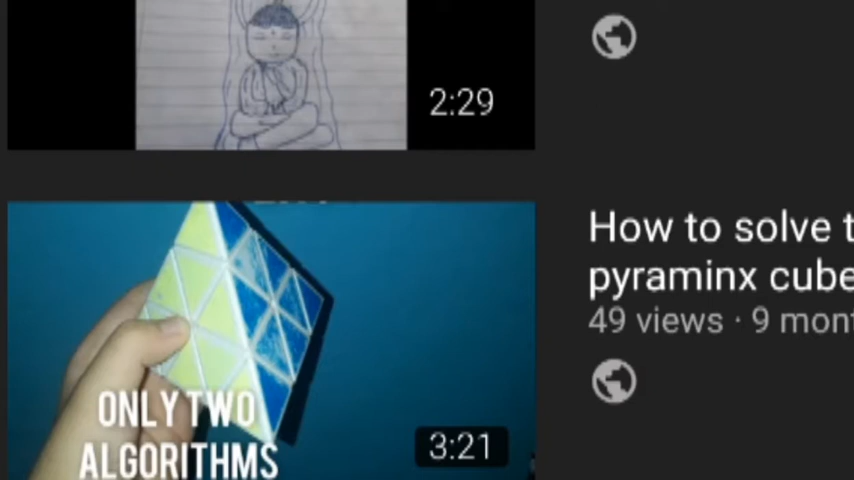 2:29
How to solve t
pyraminx cube
49 views · 9 mont
ONLY TWO
ALGORITHMS
3:21